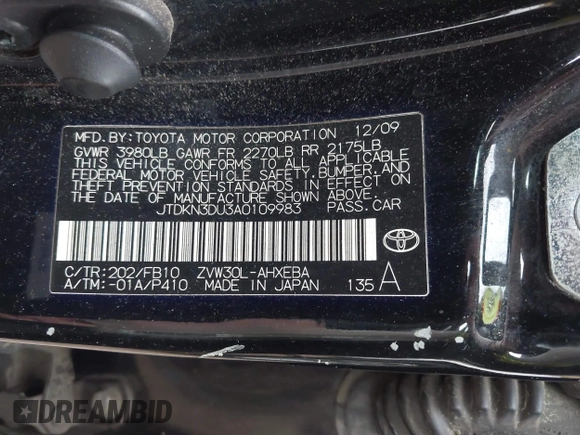 MFD. BY: TOYOTA MOTOR CORPORATION 12/09
GVWR 3980LB GAWR FR 2270LB RR 2175LB
THIS VEHICLE CONFORMS TO ALL APPLICABLE
FEDERAL MOTOR VEHICLE SAFETY, BUMPER, AND
THEFT PREVENTION STANDARDS IN EFFECT ON
THE DATE OF MANUFACTURE SHOWN ABOVE.
JTDKN3DU3A0109983 PASS.CAR
C/TR:202/FB10 ZVW30L-AHXEBA
A/TM:-01A/P410 MADE IN JAPAN 135 A
TOYOTA
DREAMBID